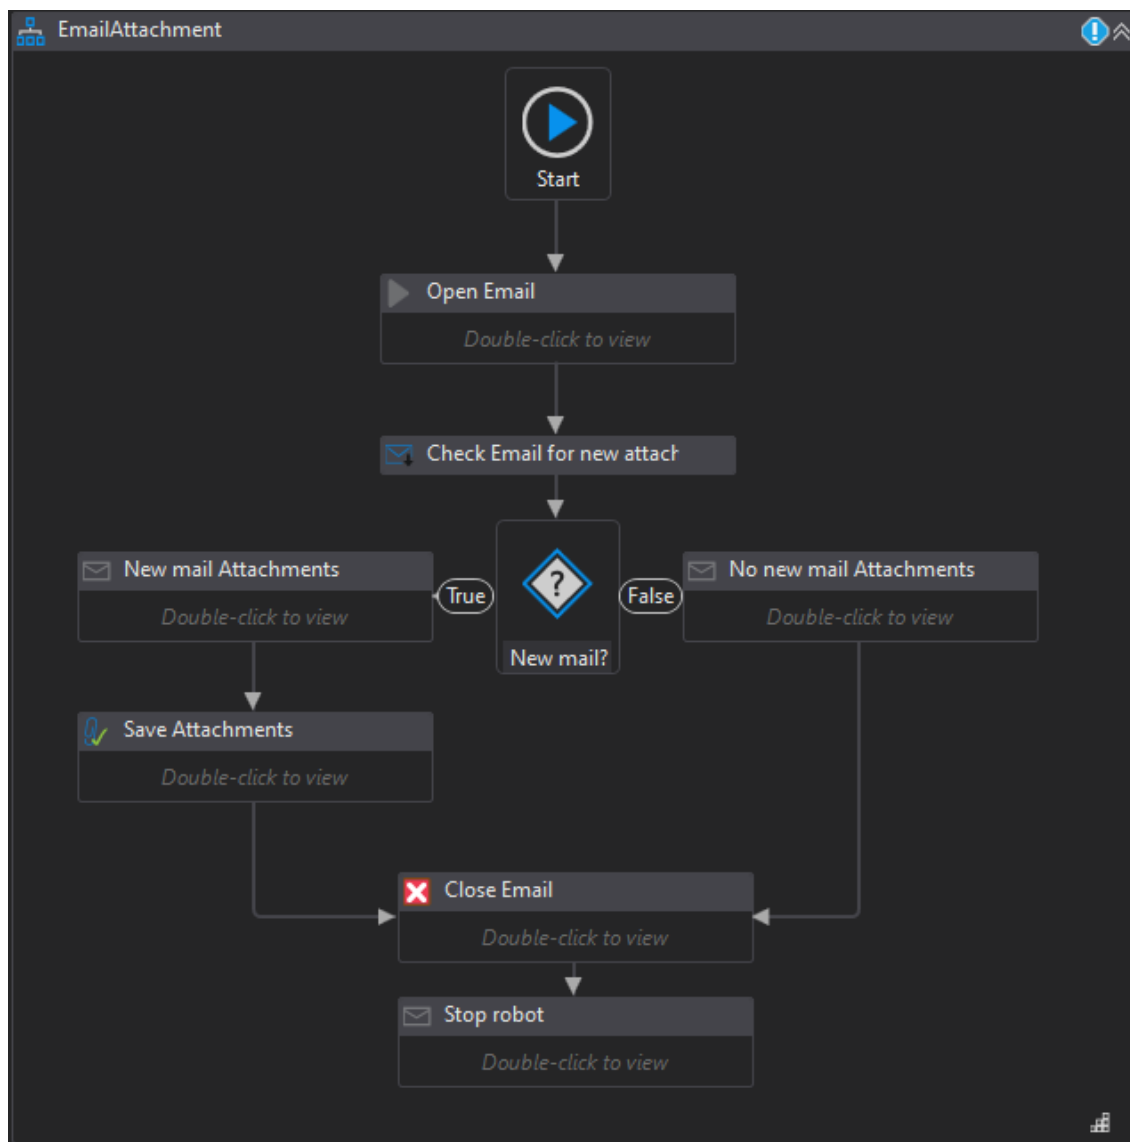 EmailAttachment
Start
Open Email
Double-click to view
Check Email for new attach
New mail Attachments
Double-click to view
True
?
New mail?
False
No new mail Attachments
Double-click to view
Save Attachments
Double-click to view
Close Email
Double-click to view
Stop robot
Double-click to view